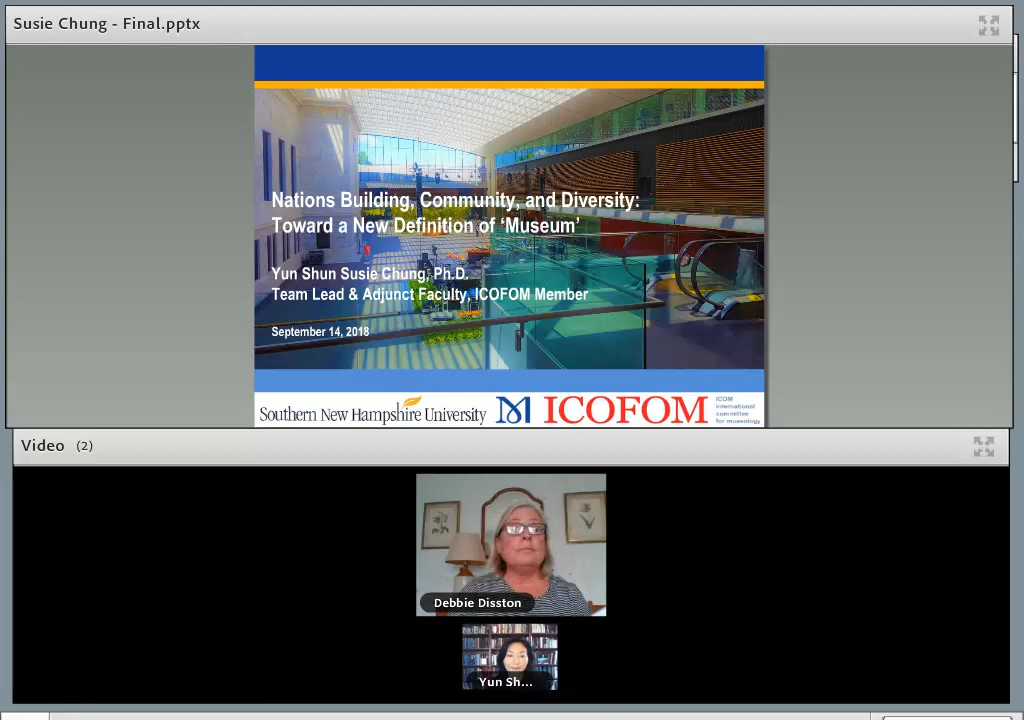 Susie Chung - Final.pptx
Nations Building, Community, and Diversity:
Toward a New Definition of ‘Museum’
Yun Shun Susie Chung, Ph.D.
Team Lead & Adjunct Faculty, ICOFOM Member
September 14, 2018
Southern New Hampshire University
ICOFOM
ICOM
international
committee
for museology
Video (2)
Debbie Disston
Yun Sh...